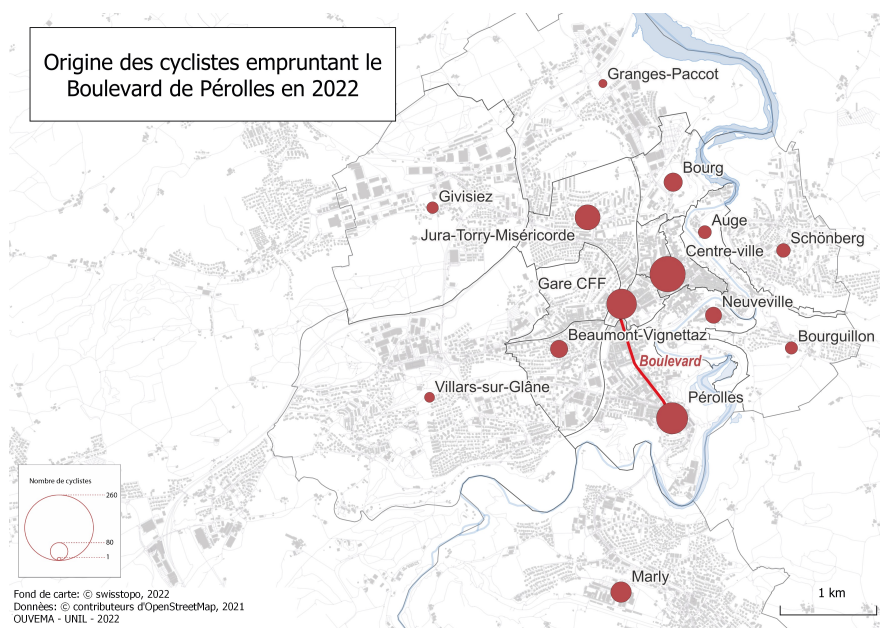 Origine des cyclistes empruntant le
Boulevard de Pérolles en 2022
Granges-Paccot
Bourg
Givisiez
Auge
Jura-Torry-Miséricorde
Schönberg
Centre-ville
Gare CFF
Neuveville
Beaumont-Vignettaz
Bourguillon
Boulevard
Villars-sur-Glâne
Pérolles
Nombre de cyclistes
260
80
1
Marly
1 km
Fond de carte: © swisstopo, 2022
Donnèes: © contributeurs d'OpenStreetMap, 2021
OUVEMA - UNIL - 2022